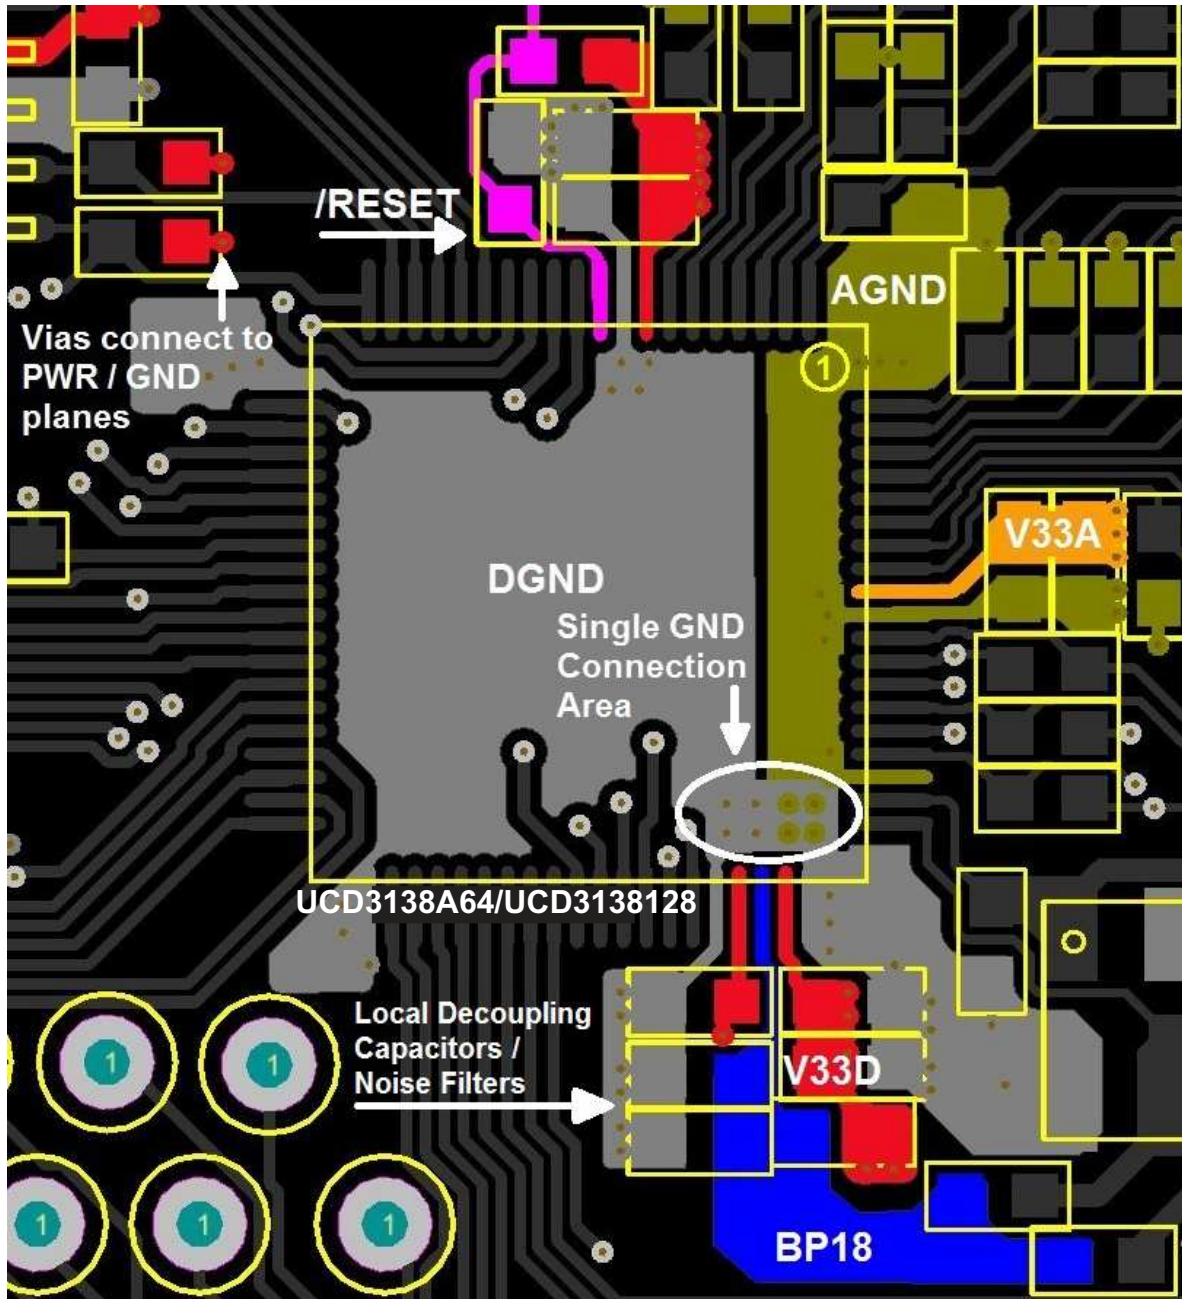 /RESET
AGND
Vias connect to
PWR / GND
planes
1
V33A
DGND
Single GND
Connection
Area
UCD3138A64/UCD3138128
Local Decoupling
Capacitors /
Noise Filters
V33D
1
1
1
1
1
BP18